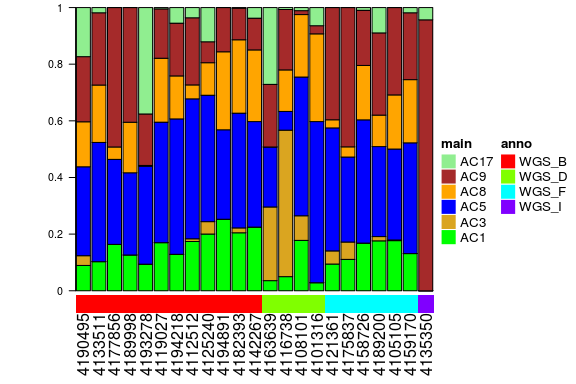 1
0.8
0.6
0.4
0.2
0
main
AC17
AC9
AC8
AC5
AC3
AC1
anno
WGS_B
WGS_D
WGS_F
WGS_I
4190495
4133511
4177856
4189998
4193278
4119027
4194218
4112512
4125240
4194891
4182393
4142267
4163639
4116738
4108101
4101316
4121361
4175837
4158726
4189200
4105105
4159170
4135350